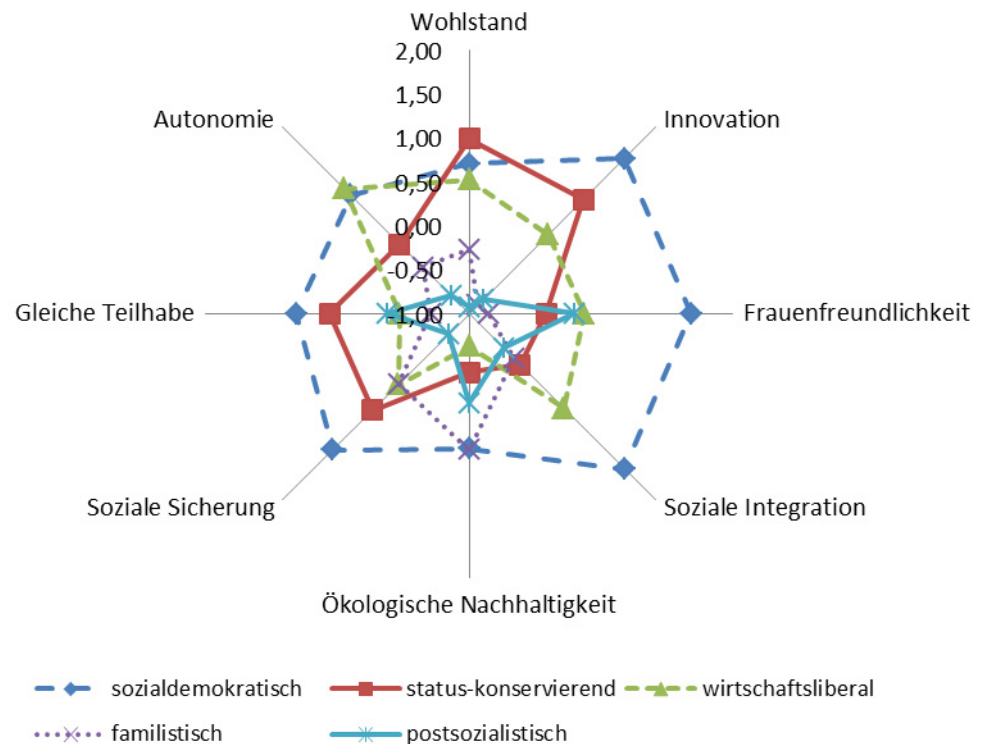 Wohlstand
2,00
1,50
1,00
0,50
0,00
-0,50
-1,00
Autonomie
Innovation
Gleiche Teilhabe
Frauenfreundlichkeit
Soziale Sicherung
Soziale Integration
Ökologische Nachhaltigkeit
sozialdemokratisch status-konservierend wirtschaftsliberal
familistisch postsozialistisch